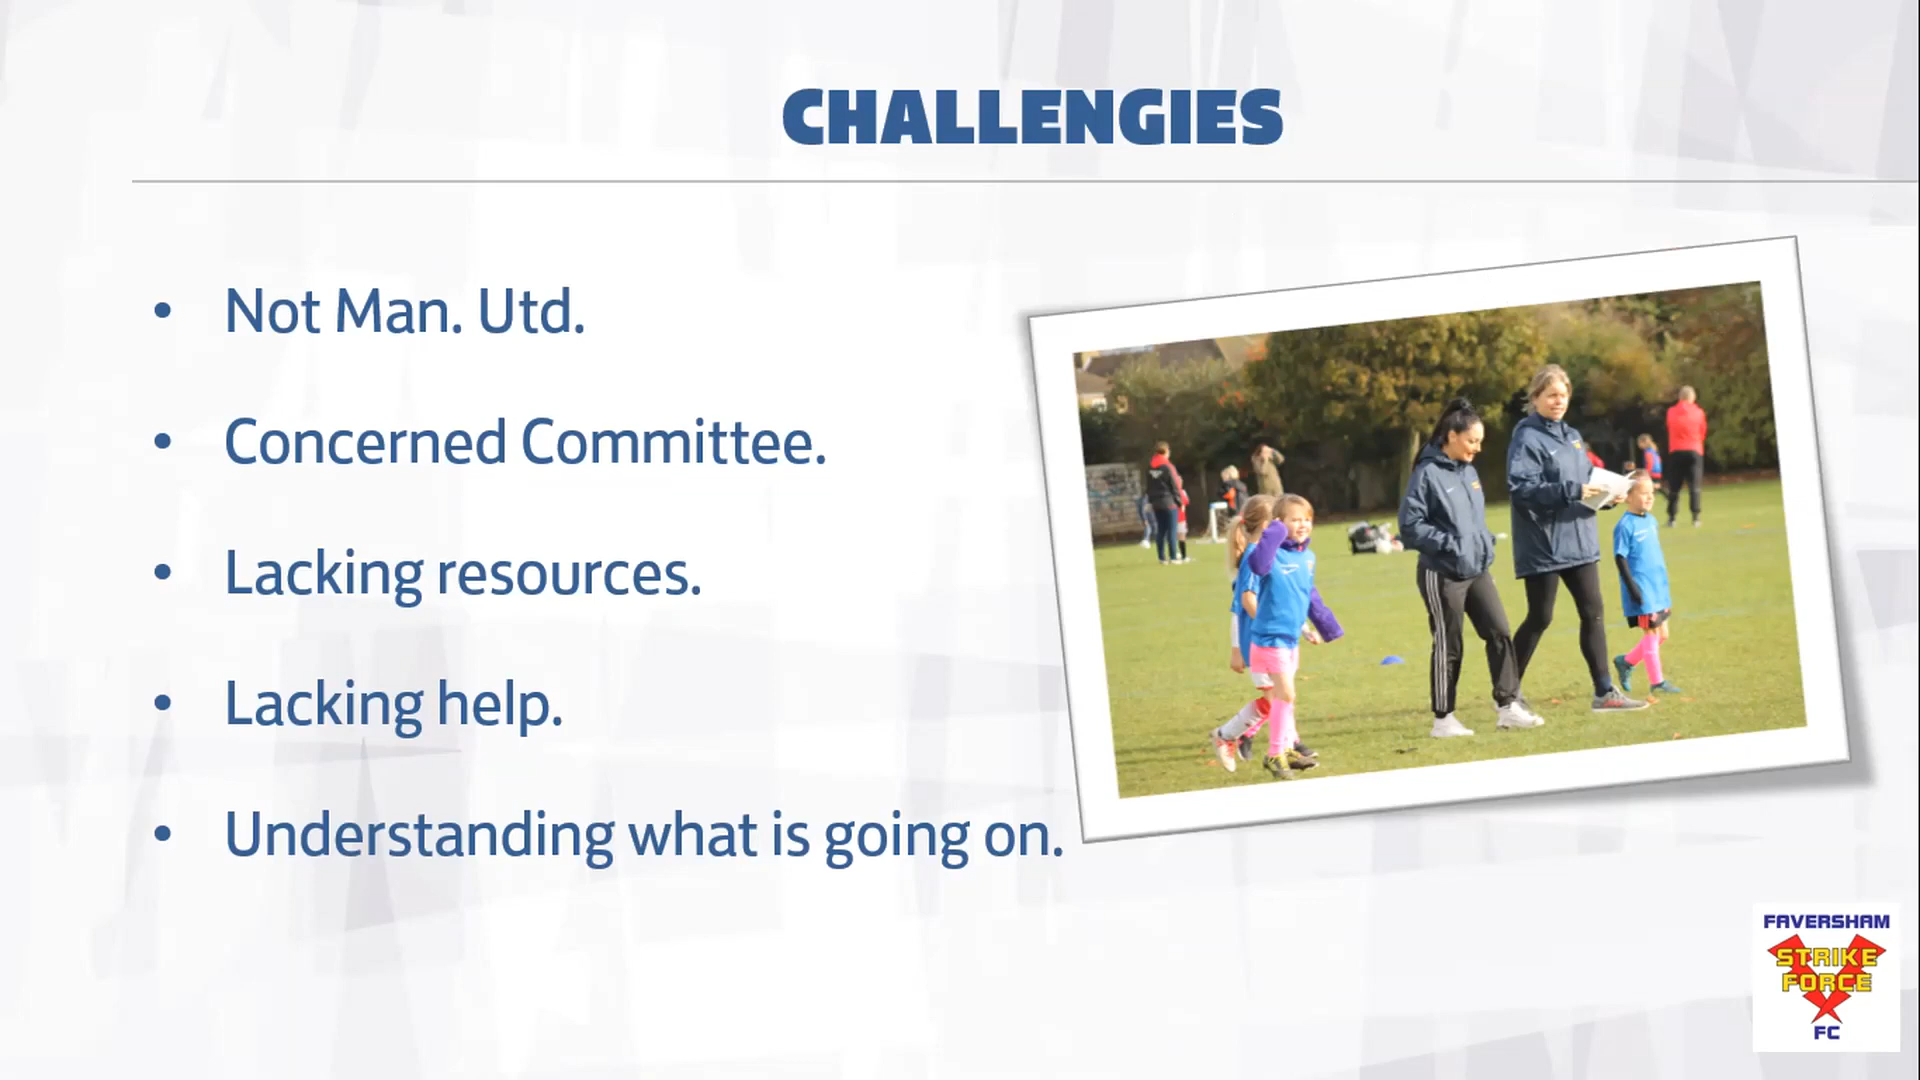 CHALLENGIES
• Not Man. Utd.
• Concerned Committee.
• Lacking resources.
• Lacking help.
• Understanding what is going on.
FAVERSHAM
STRIKE
FORCE
FC